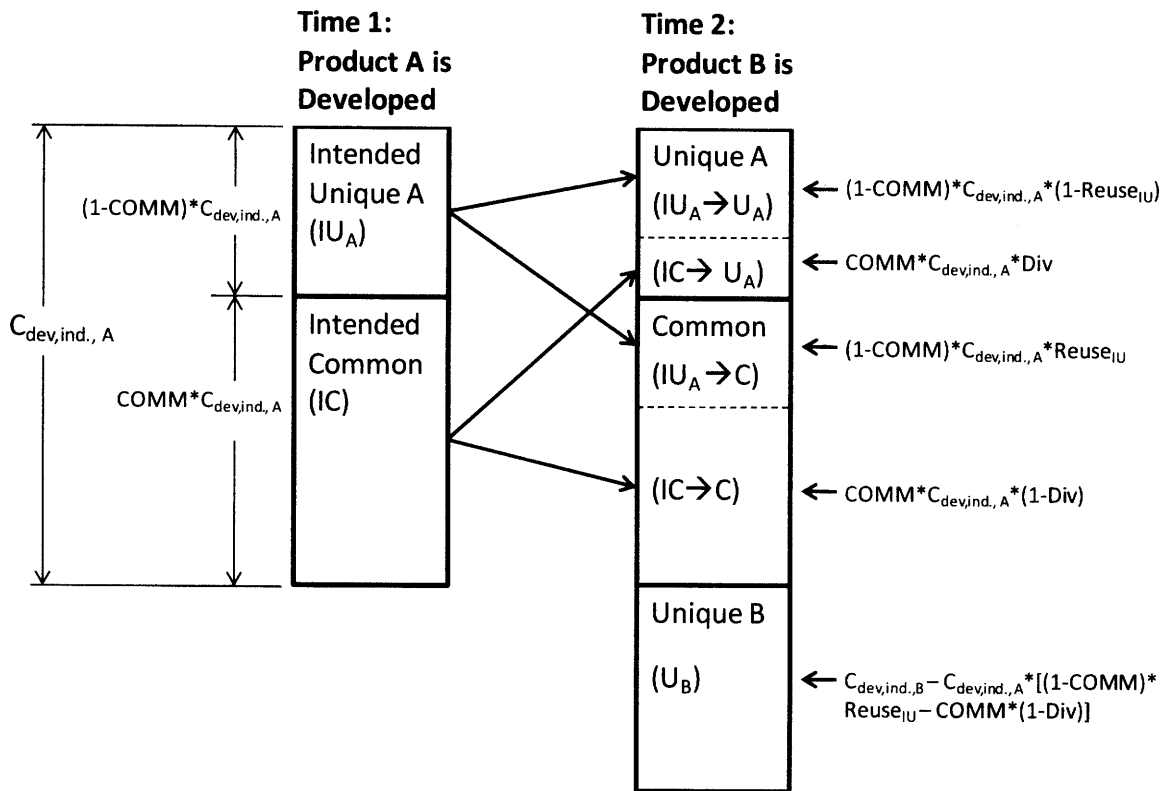 Time 1:
Product A is
Developed
Time 2:
Product B is
Developed
C_dev,ind., A
(1-COMM)*C_dev,ind., A
COMM*C_dev,ind., A
Intended
Unique A
(IU_A)
Intended
Common
(IC)
Unique A
(IU_A→U_A)
(IC→ U_A)
Common
(IU_A→C)
(IC→C)
Unique B
(U_B)
(1-COMM)*C_dev,ind., A*(1-Reuse_IU)
COMM*C_dev,ind., A*Div
(1-COMM)*C_dev,ind., A*Reuse_IU
COMM*C_dev,ind., A*(1-Div)
C_dev,ind.,B – C_dev,ind., A*[(1-COMM)*
Reuse_IU – COMM*(1-Div)]